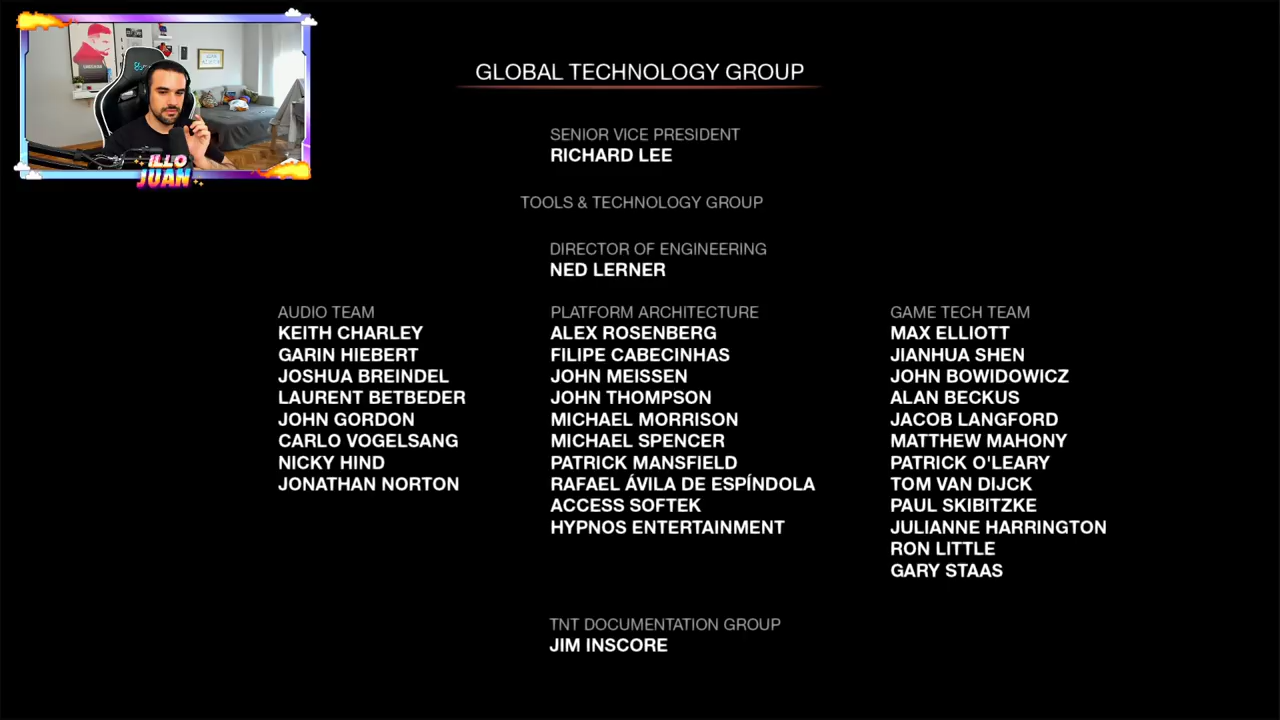 ILLO
JUAN
GLOBAL TECHNOLOGY GROUP
SENIOR VICE PRESIDENT
RICHARD LEE
TOOLS & TECHNOLOGY GROUP
DIRECTOR OF ENGINEERING
NED LERNER
AUDIO TEAM
KEITH CHARLEY
GARIN HIEBERT
JOSHUA BREINDEL
LAURENT BETBEDER
JOHN GORDON
CARLO VOGELSANG
NICKY HIND
JONATHAN NORTON
PLATFORM ARCHITECTURE
ALEX ROSENBERG
FILIPE CABECINHAS
JOHN MEISSEN
JOHN THOMPSON
MICHAEL MORRISON
MICHAEL SPENCER
PATRICK MANSFIELD
RAFAEL ÁVILA DE ESPÍNDOLA
ACCESS SOFTEK
HYPNOS ENTERTAINMENT
GAME TECH TEAM
MAX ELLIOTT
JIANHUA SHEN
JOHN BOWIDOWICZ
ALAN BECKUS
JACOB LANGFORD
MATTHEW MAHONY
PATRICK O'LEARY
TOM VAN DIJCK
PAUL SKIBITZKE
JULIANNE HARRINGTON
RON LITTLE
GARY STAAS
TNT DOCUMENTATION GROUP
JIM INSCORE